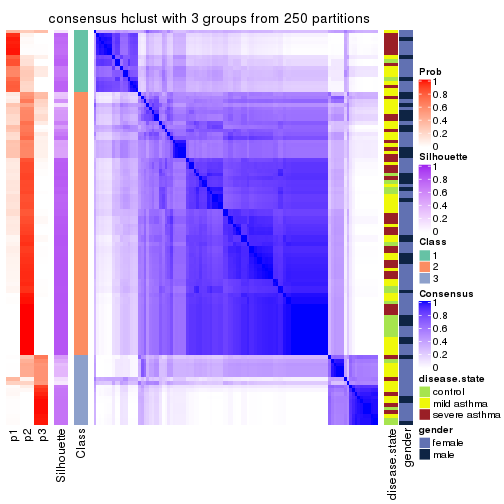 consensus hclust with 3 groups from 250 partitions
Prob
1
0.8
0.6
0.4
0.2
0
Silhouette
1
0.8
0.6
0.4
0.2
0
Class
1
2
3
Consensus
1
0.8
0.6
0.4
0.2
0
disease.state
control
mild asthma
severe asthma
gender
female
male
p1
p2
p3
Silhouette
Class
disease.state
gender